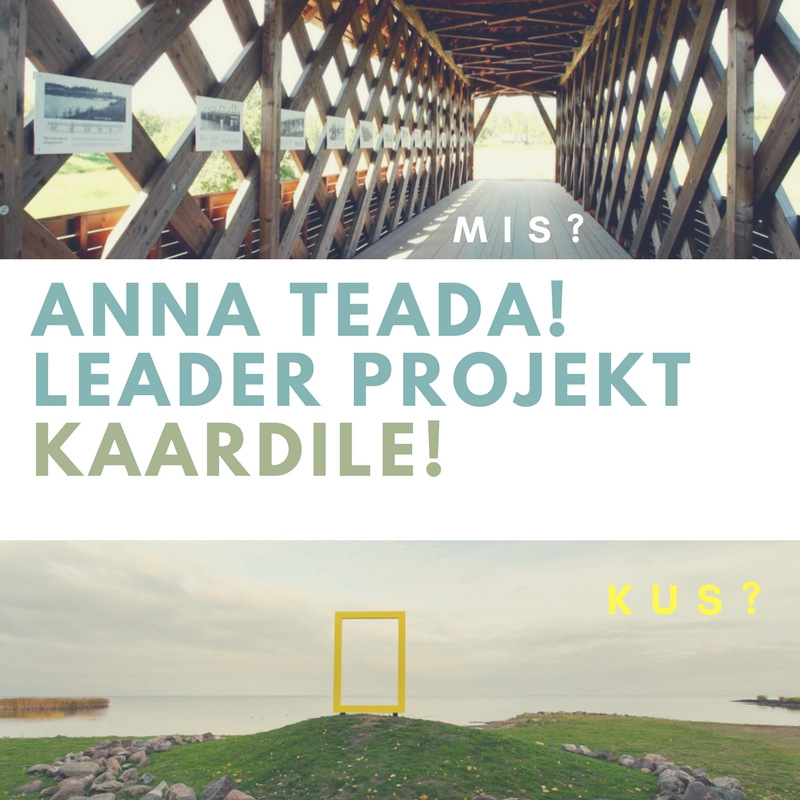 MIS?
ANNA TEADA!
LEADER PROJEKT
KAARDILE!
KUS?